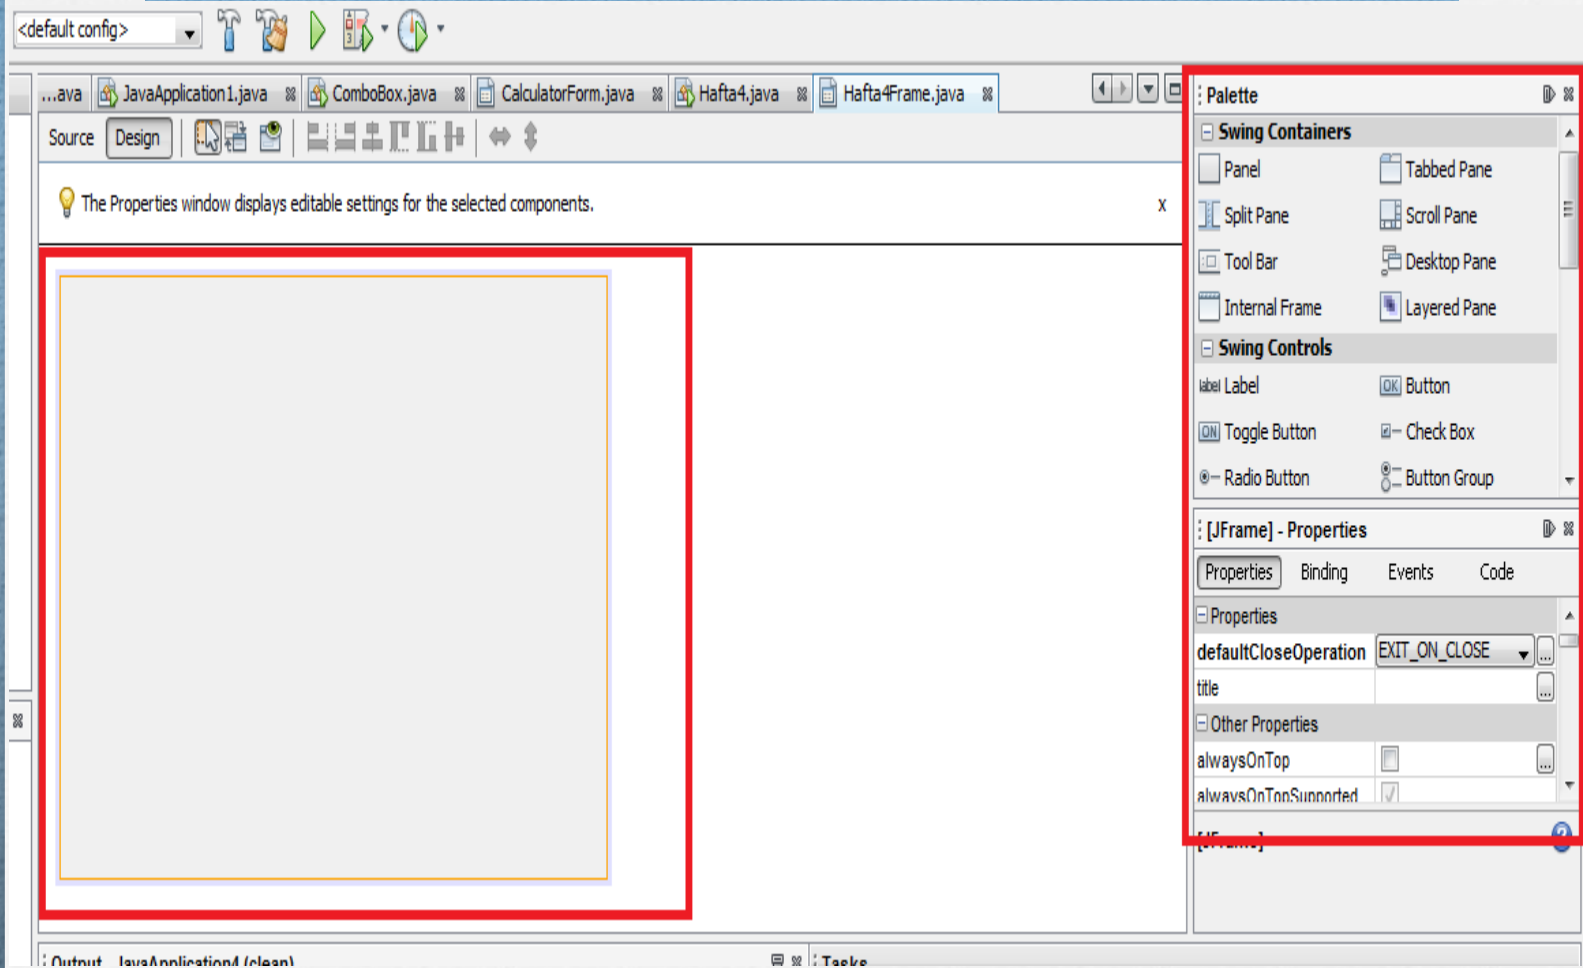 <default config>
...ava JavaApplication1.java ComboBox.java CalculatorForm.java Hafta4.java Hafta4Frame.java
Source Design
The Properties window displays editable settings for the selected components. x
Palette
Swing Containers
Panel Tabbed Pane
Split Pane Scroll Pane
Tool Bar Desktop Pane
Internal Frame Layered Pane
Swing Controls
label Label OK Button
ON Toggle Button Check Box
Radio Button Button Group
[JFrame] - Properties
Properties Binding Events Code
Properties
defaultCloseOperation EXIT_ON_CLOSE ...
title ...
Other Properties
alwaysOnTop ...
alwaysOnTopSupported
[JFrame]
Output JavaApplication4 (clean) Tasks